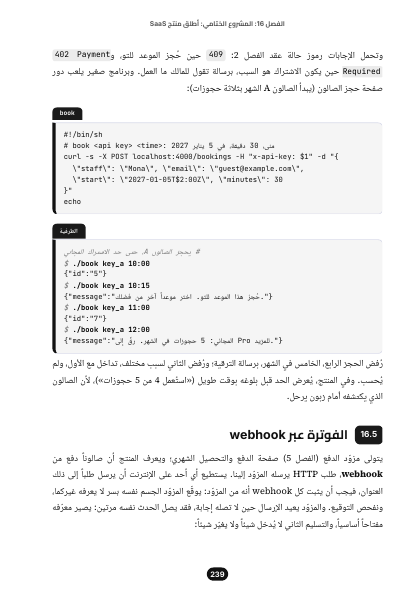 الفصل 16: المشروع الختامي: أطلق منتج SaaS
وتحمل الإجابات رموز حالة عقد الفصل 2: 409 حين حُجز الموعد للتو، و402 Payment
Required حين يكون الاشتراك هو السبب، برسالة تقول للمالك ما العمل. وبرنامج صغير يلعب دور
صفحة حجز الصالون (يبدأ الصالون A الشهر بثلاثة حجوزات):
book
#!/bin/sh
# book <api key> <time>: منى، 30 دقيقة، في 5 يناير 2027
curl -s -X POST localhost:4000/bookings -H "x-api-key: $1" -d "{
\"staff\": \"Mona\", \"email\": \"guest@example.com\",
\"start\": \"2027-01-05T$2:00Z\", \"minutes\": 30
}"
echo
الطرفية
# يحجز الصالون A، حتى حد الاشتراك المجاني
$ ./book key_a 10:00
{"id":"5"}
$ ./book key_a 10:15
{"message":"حُجز هذا الموعد للتو. اختر موعداً آخر من فضلك."}
$ ./book key_a 11:00
{"id":"7"}
$ ./book key_a 12:00
{"message":"المجاني: 5 حجوزات في الشهر. رقِّ إلى Pro للمزيد."}
رُفض الحجز الرابع، الخامس في الشهر، برسالة الترقية؛ ورُفض الثاني لسبب مختلف، تداخل مع الأول، ولم
يُحسب. وفي المنتج، يُعرض الحد قبل بلوغه بوقت طويل («استُعمل 4 من 5 حجوزات»)، لأن الصالون
الذي يكتشفه أمام زبون يرحل.
16.5 الفوترة عبر webhook
يتولى مزوّد الدفع (الفصل 5) صفحة الدفع والتحصيل الشهري؛ ويعرف المنتج أن صالوناً دفع من
webhook، طلب HTTP يرسله المزوّد إلينا. يستطيع أي أحد على الإنترنت أن يرسل طلباً إلى ذلك
العنوان، فيجب أن يثبت كل webhook أنه من المزوّد: يوقّع المزوّد الجسم نفسه بسر لا يعرفه غيركما،
ونفحص التوقيع. والمزوّد يعيد الإرسال حين لا تصله إجابة، فقد يصل الحدث نفسه مرتين: يصير معرّفه
مفتاحاً أساسياً، والتسليم الثاني لا يُدخل شيئاً ولا يغيّر شيئاً:
239